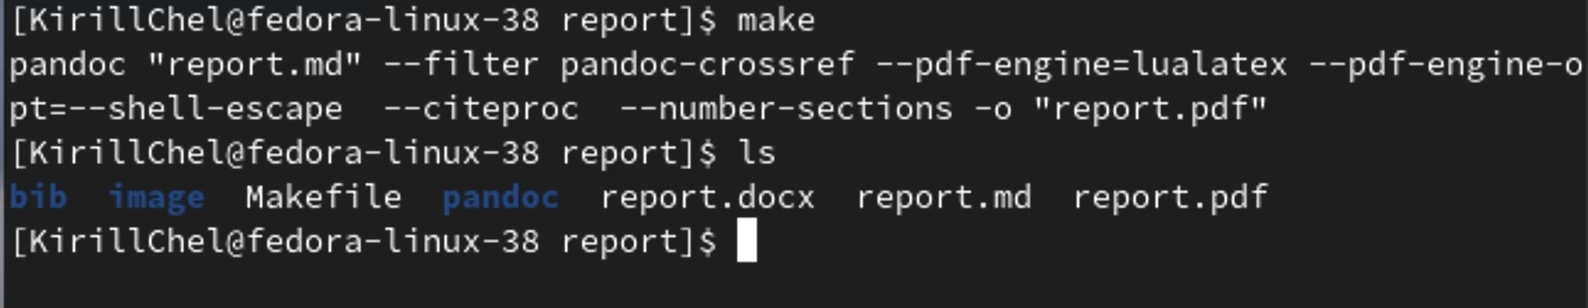 [KirillChel@fedora-linux-38 report]$ make
pandoc "report.md" --filter pandoc-crossref --pdf-engine=lualatex --pdf-engine-o
pt=--shell-escape  --citeproc  --number-sections -o "report.pdf"
[KirillChel@fedora-linux-38 report]$ ls
bib  image  Makefile  pandoc  report.docx  report.md  report.pdf
[KirillChel@fedora-linux-38 report]$